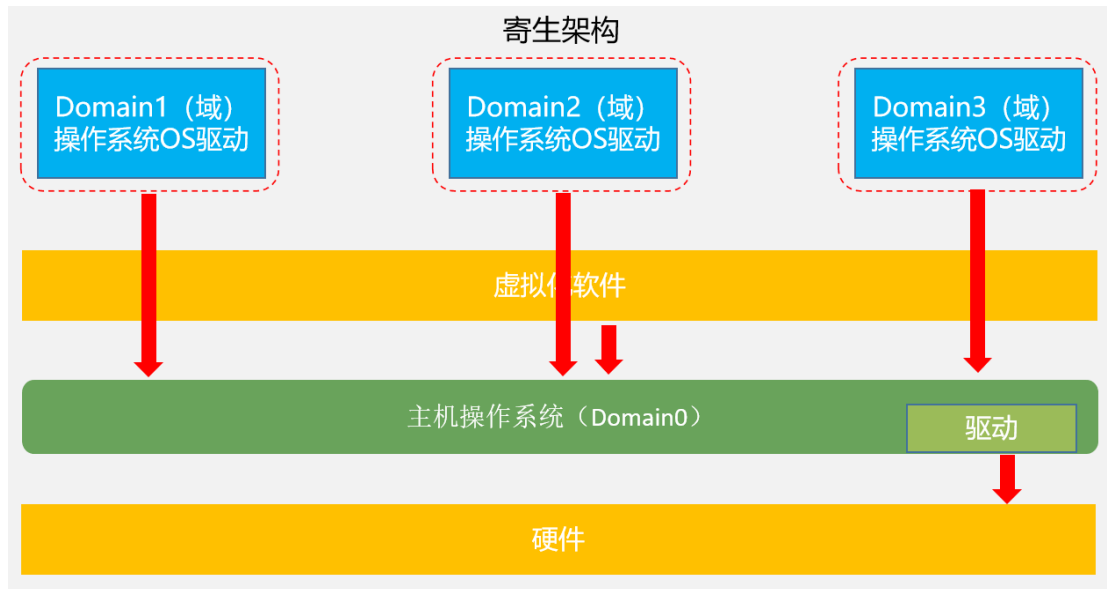 寄生架构
Domain1（域）
操作系统OS驱动
Domain2（域）
操作系统OS驱动
Domain3（域）
操作系统OS驱动
虚拟化软件
主机操作系统（Domain0）
驱动
硬件